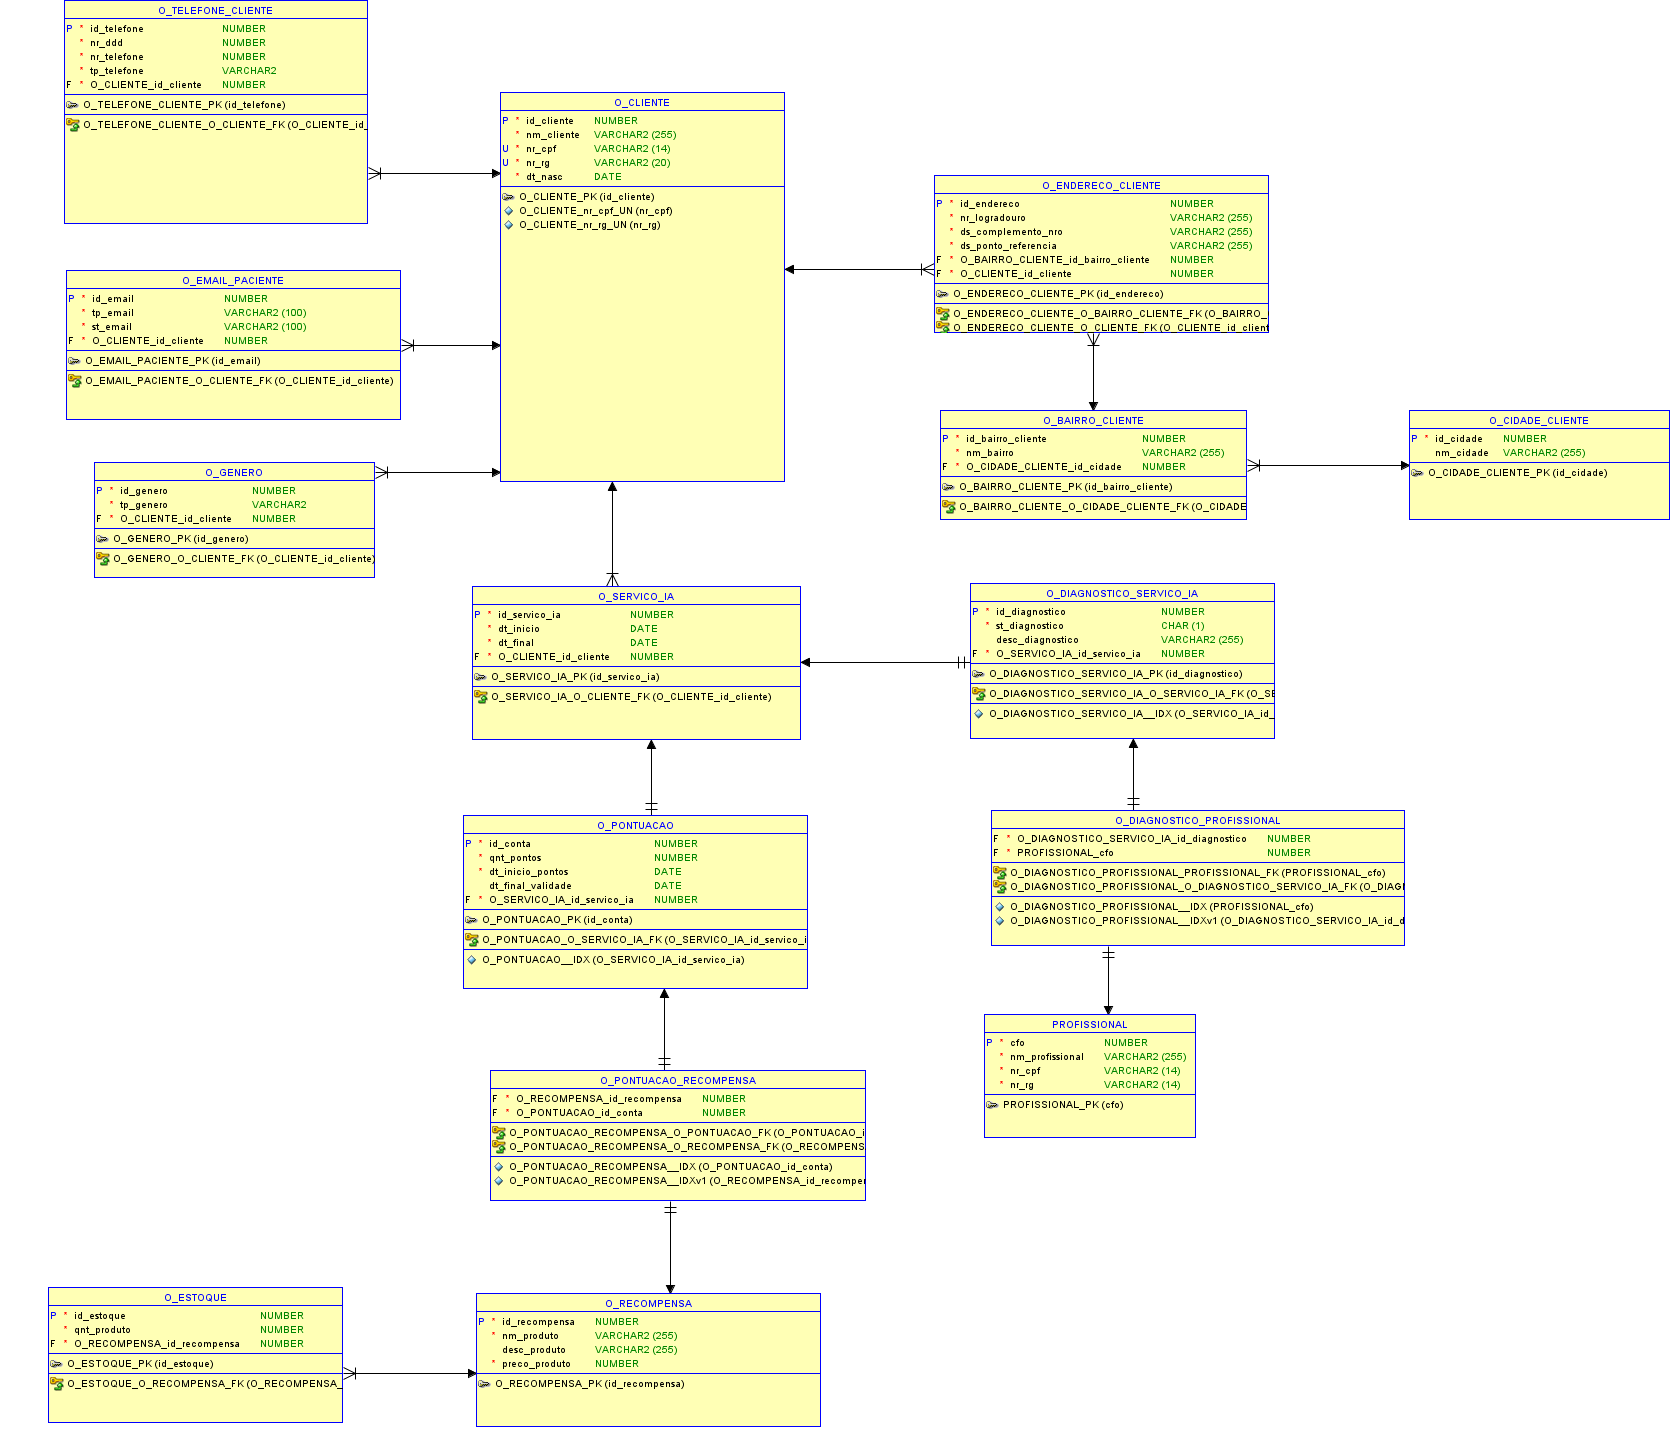 O_TELEFONE_CLIENTE
P * id_telefone NUMBER
* nr_ddd NUMBER
* nr_telefone NUMBER
* tp_telefone VARCHAR2
F * O_CLIENTE_id_cliente NUMBER
O_TELEFONE_CLIENTE_PK (id_telefone)
O_TELEFONE_CLIENTE_O_CLIENTE_FK (O_CLIENTE_id_
O_CLIENTE
P * id_cliente NUMBER
* nm_cliente VARCHAR2 (255)
U * nr_cpf VARCHAR2 (14)
U * nr_rg VARCHAR2 (20)
* dt_nasc DATE
O_CLIENTE_PK (id_cliente)
O_CLIENTE_nr_cpf_UN (nr_cpf)
O_CLIENTE_nr_rg_UN (nr_rg)
O_ENDERECO_CLIENTE
P * id_endereco NUMBER
* nr_logradouro VARCHAR2 (255)
* ds_complemento_nro VARCHAR2 (255)
* ds_ponto_referencia VARCHAR2 (255)
F * O_BAIRRO_CLIENTE_id_bairro_cliente NUMBER
F * O_CLIENTE_id_cliente NUMBER
O_ENDERECO_CLIENTE_PK (id_endereco)
O_ENDERECO_CLIENTE_O_BAIRRO_CLIENTE_FK (O_BAIRRO_
O_ENDERECO_CLIENTE_O_CLIENTE_FK (O_CLIENTE_id_client
O_EMAIL_PACIENTE
P * id_email NUMBER
* tp_email VARCHAR2 (100)
* st_email VARCHAR2 (100)
F * O_CLIENTE_id_cliente NUMBER
O_EMAIL_PACIENTE_PK (id_email)
O_EMAIL_PACIENTE_O_CLIENTE_FK (O_CLIENTE_id_cliente)
O_BAIRRO_CLIENTE
P * id_bairro_cliente NUMBER
* nm_bairro VARCHAR2 (255)
F * O_CIDADE_CLIENTE_id_cidade NUMBER
O_BAIRRO_CLIENTE_PK (id_bairro_cliente)
O_BAIRRO_CLIENTE_O_CIDADE_CLIENTE_FK (O_CIDADE
O_CIDADE_CLIENTE
P * id_cidade NUMBER
nm_cidade VARCHAR2 (255)
O_CIDADE_CLIENTE_PK (id_cidade)
O_GENERO
P * id_genero NUMBER
* tp_genero VARCHAR2
F * O_CLIENTE_id_cliente NUMBER
O_GENERO_PK (id_genero)
O_GENERO_O_CLIENTE_FK (O_CLIENTE_id_cliente)
O_SERVICO_IA
P * id_servico_ia NUMBER
* dt_inicio DATE
* dt_final DATE
F * O_CLIENTE_id_cliente NUMBER
O_SERVICO_IA_PK (id_servico_ia)
O_SERVICO_IA_O_CLIENTE_FK (O_CLIENTE_id_cliente)
O_DIAGNOSTICO_SERVICO_IA
P * id_diagnostico NUMBER
* st_diagnostico CHAR (1)
desc_diagnostico VARCHAR2 (255)
F * O_SERVICO_IA_id_servico_ia NUMBER
O_DIAGNOSTICO_SERVICO_IA_PK (id_diagnostico)
O_DIAGNOSTICO_SERVICO_IA_O_SERVICO_IA_FK (O_SE
O_DIAGNOSTICO_SERVICO_IA__IDX (O_SERVICO_IA_id_
O_PONTUACAO
P * id_conta NUMBER
* qnt_pontos NUMBER
* dt_inicio_pontos DATE
dt_final_validade DATE
F * O_SERVICO_IA_id_servico_ia NUMBER
O_PONTUACAO_PK (id_conta)
O_PONTUACAO_O_SERVICO_IA_FK (O_SERVICO_IA_id_servico_i
O_PONTUACAO__IDX (O_SERVICO_IA_id_servico_ia)
O_DIAGNOSTICO_PROFISSIONAL
F * O_DIAGNOSTICO_SERVICO_IA_id_diagnostico NUMBER
F * PROFISSIONAL_cfo NUMBER
O_DIAGNOSTICO_PROFISSIONAL_PROFISSIONAL_FK (PROFISSIONAL_cfo)
O_DIAGNOSTICO_PROFISSIONAL_O_DIAGNOSTICO_SERVICO_IA_FK (O_DIAG
O_DIAGNOSTICO_PROFISSIONAL__IDX (PROFISSIONAL_cfo)
O_DIAGNOSTICO_PROFISSIONAL__IDXv1 (O_DIAGNOSTICO_SERVICO_IA_id_d
PROFISSIONAL
P * cfo NUMBER
* nm_profissional VARCHAR2 (255)
* nr_cpf VARCHAR2 (14)
* nr_rg VARCHAR2 (14)
PROFISSIONAL_PK (cfo)
O_PONTUACAO_RECOMPENSA
F * O_RECOMPENSA_id_recompensa NUMBER
F * O_PONTUACAO_id_conta NUMBER
O_PONTUACAO_RECOMPENSA_O_PONTUACAO_FK (O_PONTUACAO_i
O_PONTUACAO_RECOMPENSA_O_RECOMPENSA_FK (O_RECOMPENS
O_PONTUACAO_RECOMPENSA__IDX (O_PONTUACAO_id_conta)
O_PONTUACAO_RECOMPENSA__IDXv1 (O_RECOMPENSA_id_recompen
O_ESTOQUE
P * id_estoque NUMBER
* qnt_produto NUMBER
F * O_RECOMPENSA_id_recompensa NUMBER
O_ESTOQUE_PK (id_estoque)
O_ESTOQUE_O_RECOMPENSA_FK (O_RECOMPENSA_
O_RECOMPENSA
P * id_recompensa NUMBER
* nm_produto VARCHAR2 (255)
desc_produto VARCHAR2 (255)
* preco_produto NUMBER
O_RECOMPENSA_PK (id_recompensa)